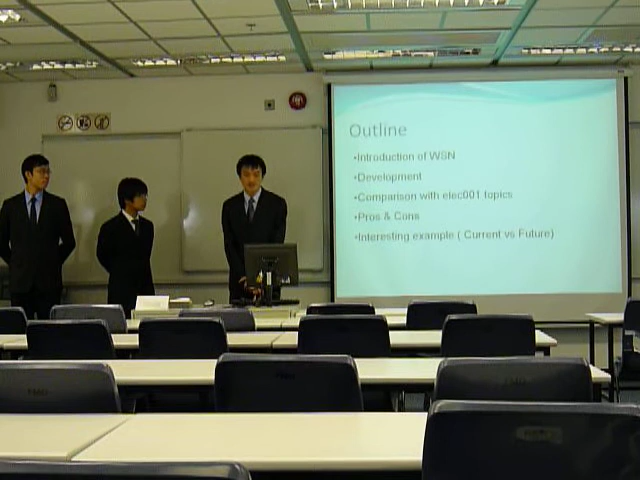 Outline
•Introduction of WSN
•Development
•Comparison with elec001 topics
•Pros & Cons
•Interesting example ( Current vs Future)